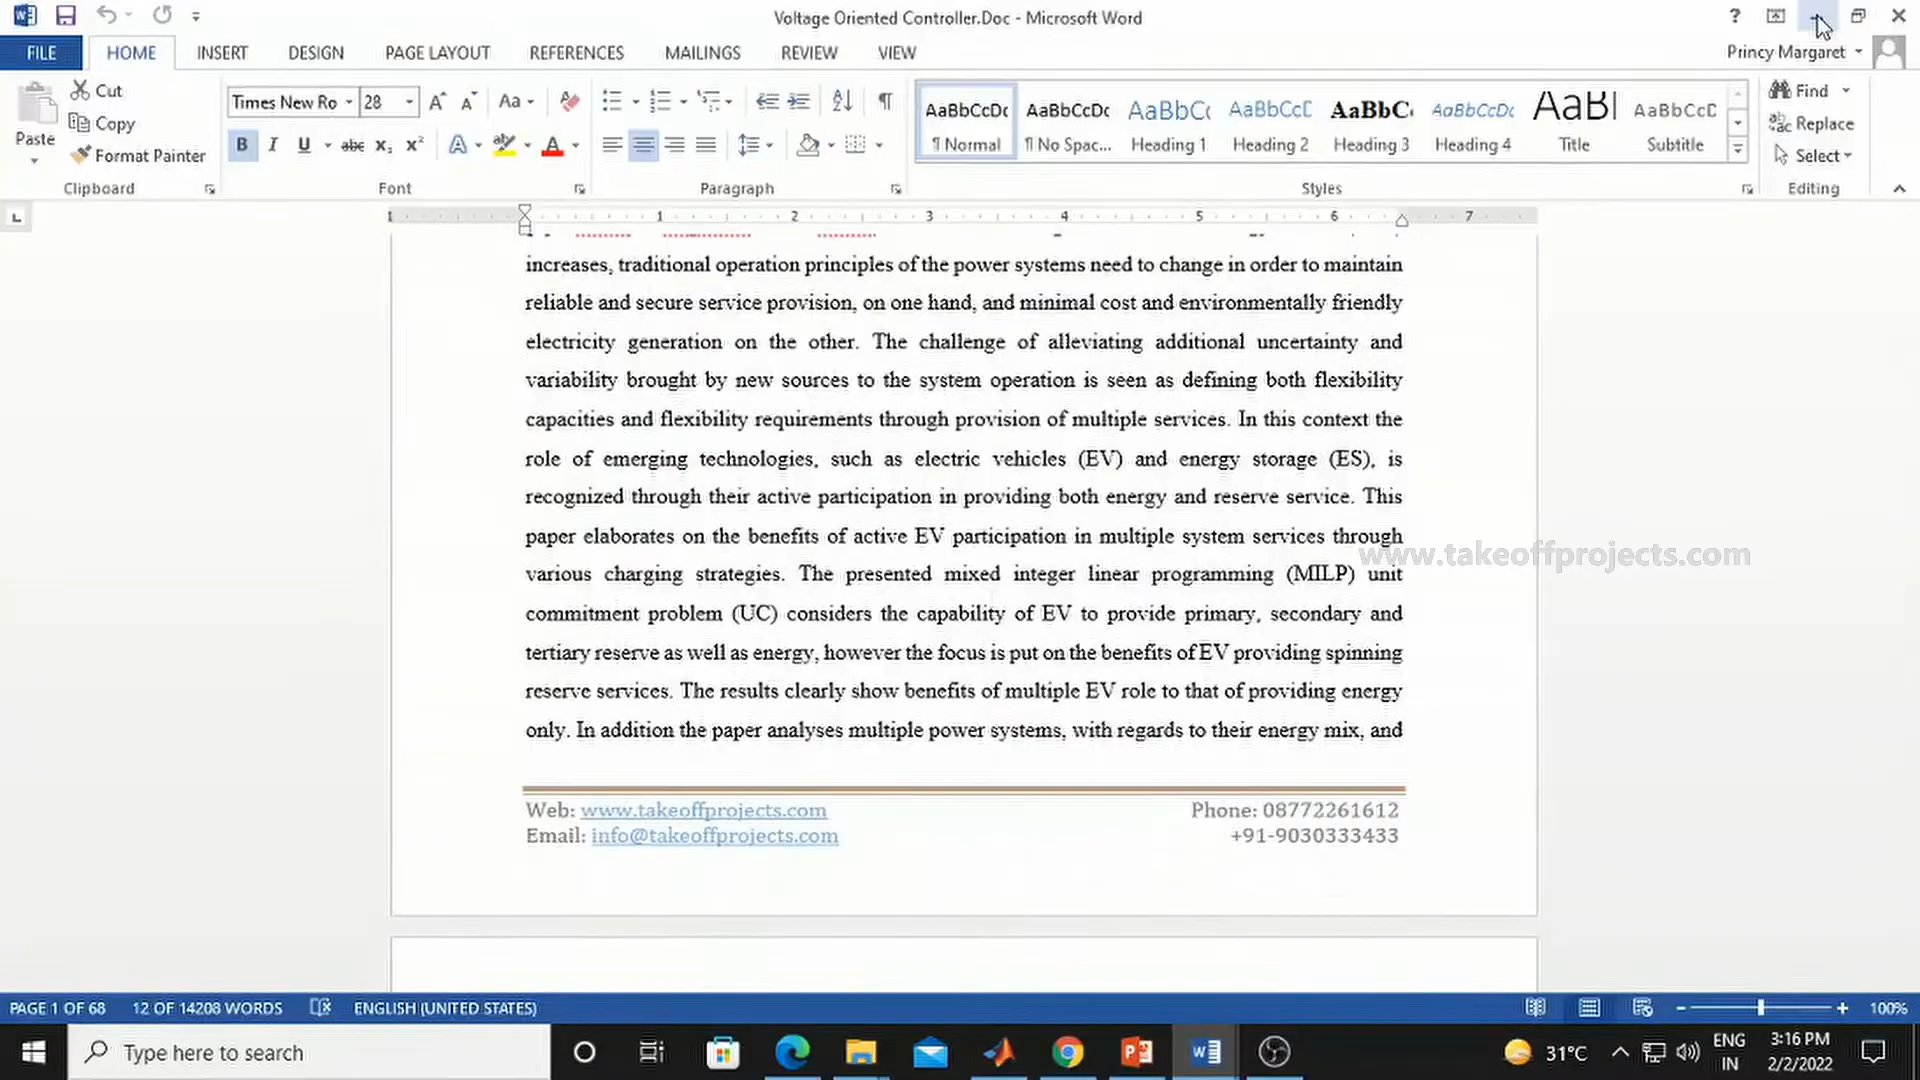 Voltage Oriented Controller.Doc - Microsoft Word
?
FILE HOME INSERT DESIGN PAGE LAYOUT REFERENCES MAILINGS REVIEW VIEW
Princy Margaret
Paste
Cut
Copy
Format Painter
Clipboard
Times New Ro 28
Font
Paragraph
AaBbCcDc AaBbCcDc AaBbC( AaBbCcD AaBbC( AaBbCcDc AaB AaBbCcD
¶ Normal ¶ No Spac... Heading 1 Heading 2 Heading 3 Heading 4 Title Subtitle
Styles
Find
Replace
Select
Editing
1 1 2 3 4 5 6 7
increases, traditional operation principles of the power systems need to change in order to maintain
reliable and secure service provision, on one hand, and minimal cost and environmentally friendly
electricity generation on the other. The challenge of alleviating additional uncertainty and
variability brought by new sources to the system operation is seen as defining both flexibility
capacities and flexibility requirements through provision of multiple services. In this context the
role of emerging technologies, such as electric vehicles (EV) and energy storage (ES), is
recognized through their active participation in providing both energy and reserve service. This
paper elaborates on the benefits of active EV participation in multiple system services through
various charging strategies. The presented mixed integer linear programming (MILP) unit
commitment problem (UC) considers the capability of EV to provide primary, secondary and
tertiary reserve as well as energy, however the focus is put on the benefits of EV providing spinning
reserve services. The results clearly show benefits of multiple EV role to that of providing energy
only. In addition the paper analyses multiple power systems, with regards to their energy mix, and
www.takeoffprojects.com
Web: www.takeoffprojects.com Phone: 08772261612
Email: info@takeoffprojects.com +91-9030333433
PAGE 1 OF 68 12 OF 14208 WORDS ENGLISH (UNITED STATES) 100%
Type here to search
31°C
ENG
IN
3:16 PM
2/2/2022